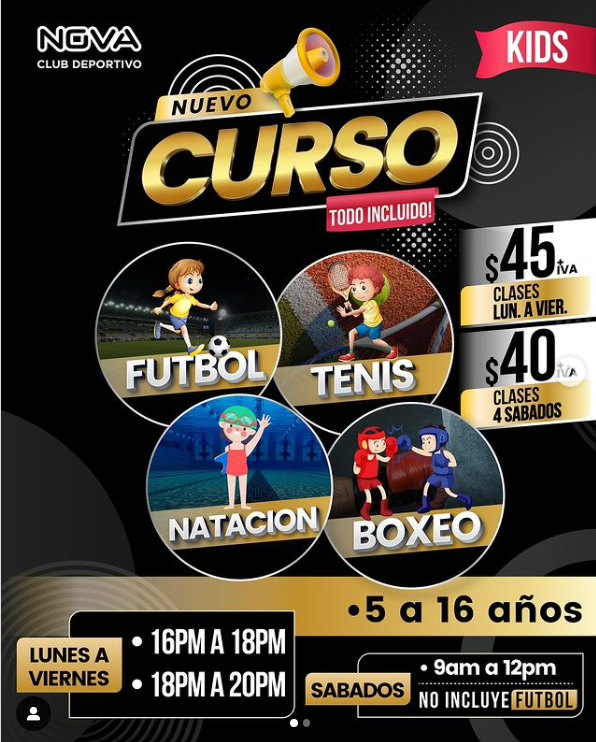 NOVA
CLUB DEPORTIVO
KIDS
NUEVO
CURSO
TODO INCLUIDO!
$45+IVA
CLASES
LUN. A VIER.
$40+IVA
CLASES
4 SABADOS
FUTBOL
TENIS
NATACION
BOXEO
•5 a 16 años
LUNES A
VIERNES
• 16PM A 18PM
• 18PM A 20PM
SABADOS
• 9am a 12pm
NO INCLUYE FUTBOL